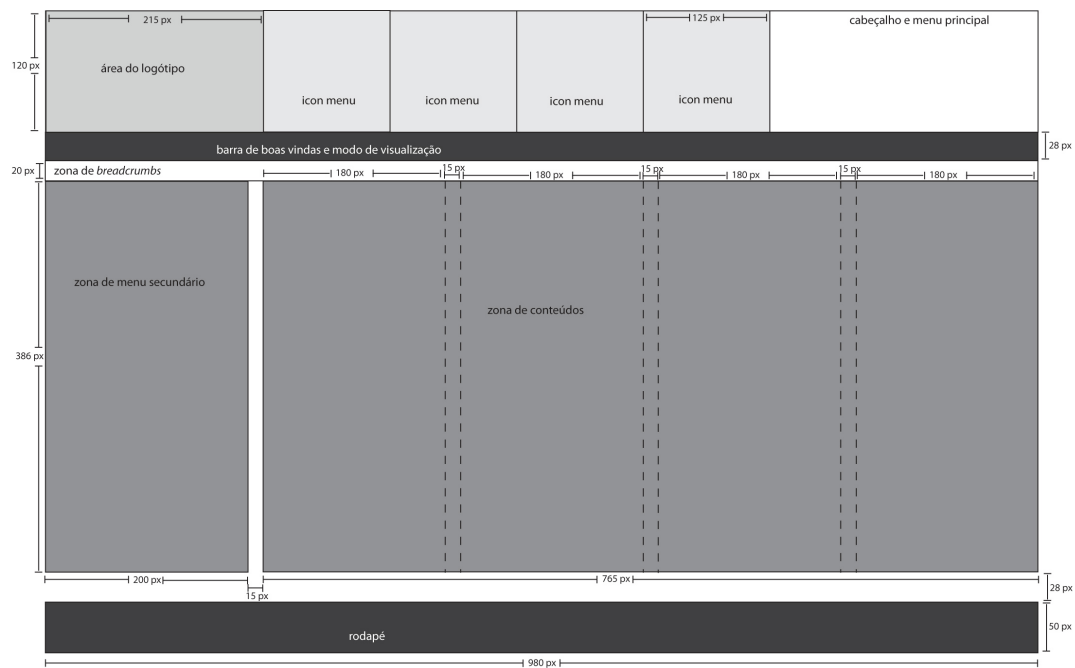 215 px
125 px
cabeçalho e menu principal
120 px
área do logótipo
icon menu
icon menu
icon menu
icon menu
barra de boas vindas e modo de visualização
28 px
20 px
zona de breadcrumbs
180 px
15 px
180 px
15 px
180 px
15 px
180 px
zona de menu secundário
zona de conteúdos
386 px
200 px
765 px
15 px
28 px
50 px
rodapé
980 px